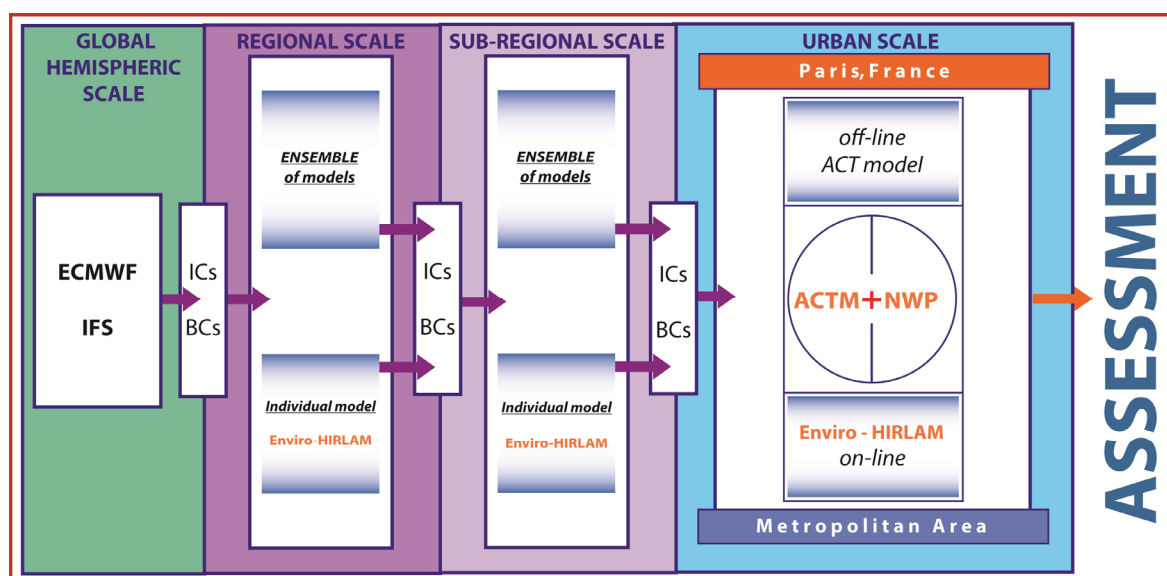 GLOBAL
HEMISPHERIC
SCALE
ECMWF
IFS
ICs
BCs
REGIONAL SCALE
ENSEMBLE
of models
Individual model
Enviro-HIRLAM
ICs
BCs
SUB-REGIONAL SCALE
ENSEMBLE
of models
Individual model
Enviro-HIRLAM
ICs
BCs
URBAN SCALE
Paris, France
off-line
ACT model
ACTM+NWP
Enviro - HIRLAM
on-line
Metropolitan Area
ASSESSMENT